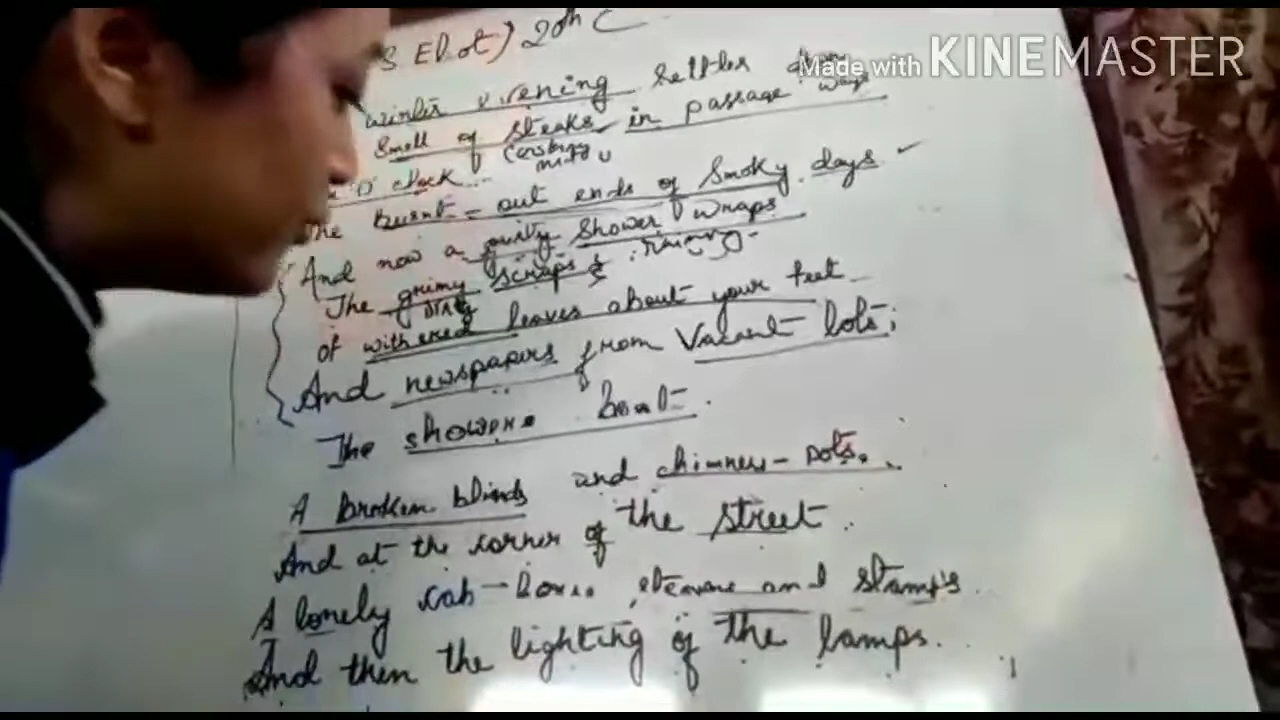 S Eliot) 20th C
Made with KINEMASTER
winter evening settles down
Smell of steaks in passage ways
O'clock...
The Burnt-out ends of Smoky days
And now a gusty Shower wraps
raining
The grimy scraps
dirty
of withered leaves about your feet
And newspapers from Vacant lots;
The showers beat.
A broken blinds and chimney-pots.
And at the corner of the street
A lonely cab-horse steams and stamps
And then the lighting of the lamps.